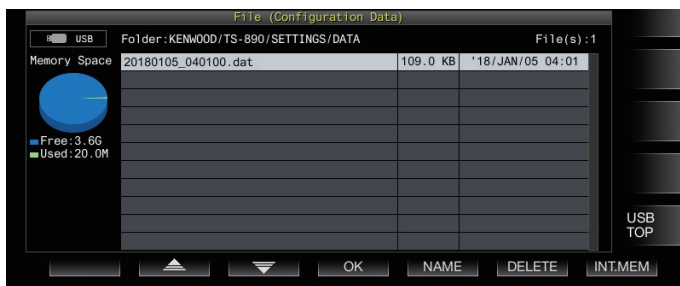 File (Configuration Data)
USB Folder:KENWOOD/TS-890/SETTINGS/DATA File(s):1
Memory Space 20180105_040100.dat 109.0 KB '18/JAN/05 04:01
Free:3.6G
Used:20.0M
USB
TOP
OK NAME DELETE INT.MEM